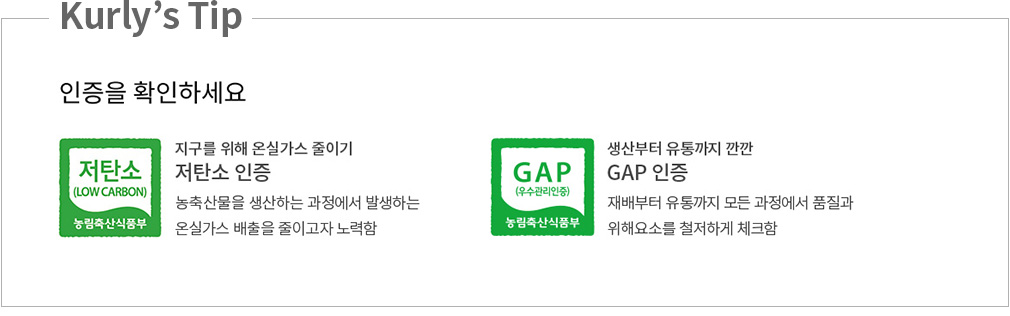 Kurly’s Tip
인증을 확인하세요
저탄소
(LOW CARBON)
농림축산식품부
지구를 위해 온실가스 줄이기
저탄소 인증
농축산물을 생산하는 과정에서 발생하는
온실가스 배출을 줄이고자 노력함
GAP
(우수관리인증)
농림축산식품부
생산부터 유통까지 깐깐
GAP 인증
재배부터 유통까지 모든 과정에서 품질과
위해요소를 철저하게 체크함